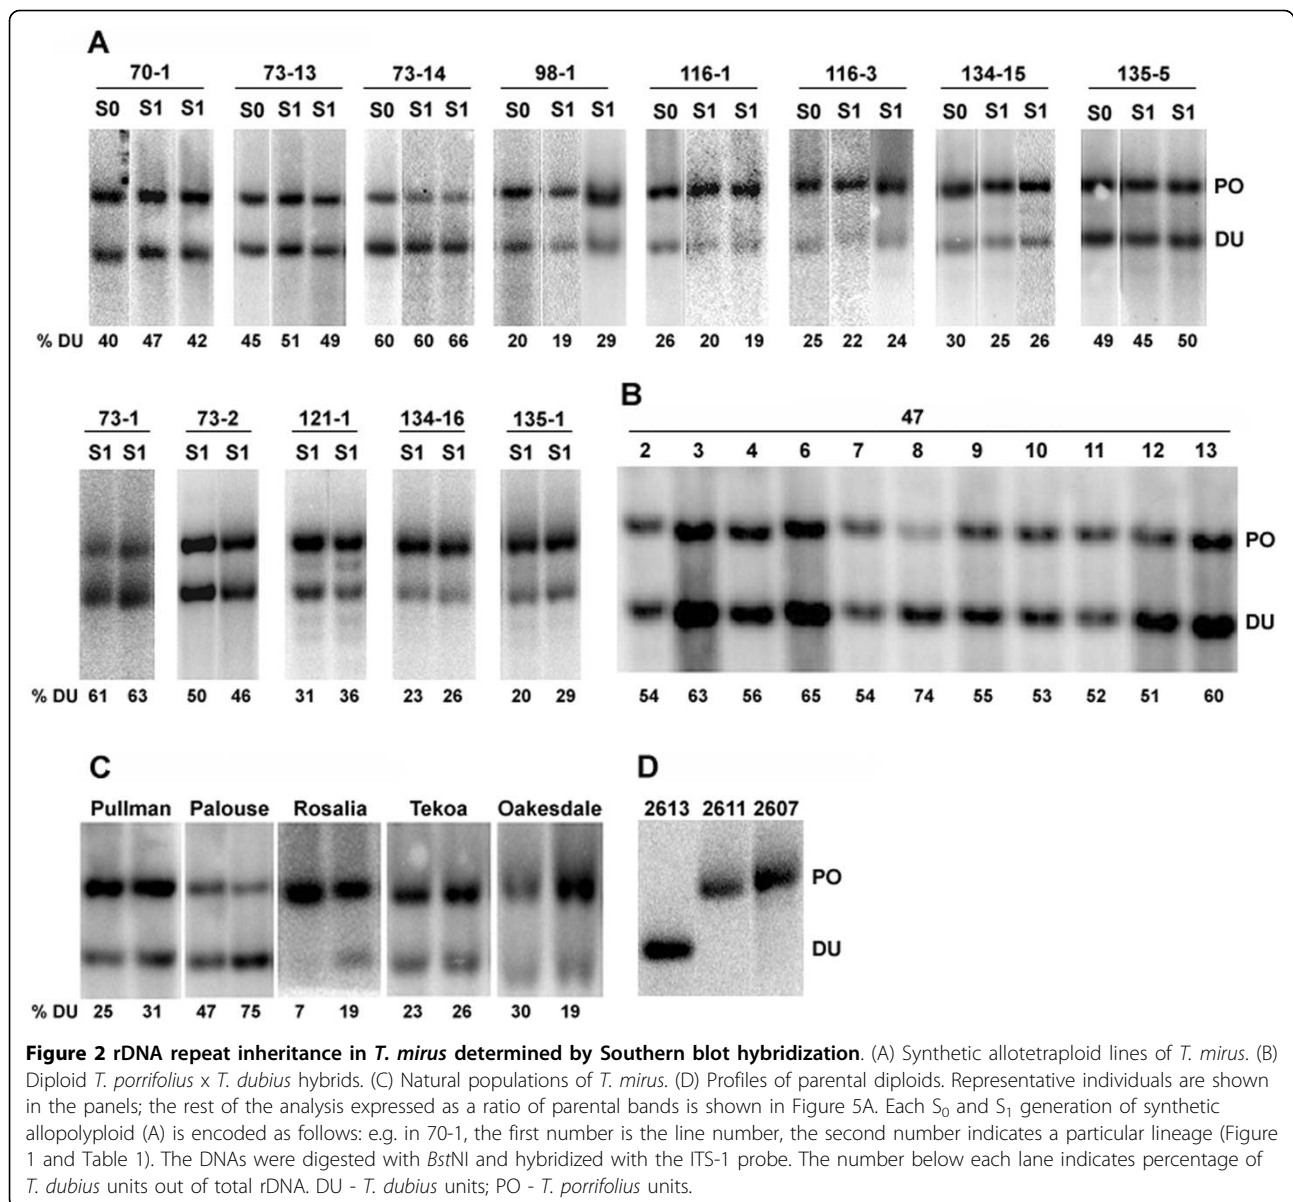 A
70-1 73-13 73-14 98-1 116-1 116-3 134-15 135-5
S0 S1 S1 S0 S1 S1 S0 S1 S1 S0 S1 S1 S0 S1 S1 S0 S1 S1 S0 S1 S1 S0 S1 S1
PO
DU
% DU 40 47 42 45 51 49 60 60 66 20 19 29 26 20 19 25 22 24 30 25 26 49 45 50
73-1 73-2 121-1 134-16 135-1
S1 S1 S1 S1 S1 S1 S1 S1 S1 S1
% DU 61 63 50 46 31 36 23 26 20 29
B
47
2 3 4 6 7 8 9 10 11 12 13
PO
DU
54 63 56 65 54 74 55 53 52 51 60
C
Pullman Palouse Rosalia Tekoa Oakesdale
% DU 25 31 47 75 7 19 23 26 30 19
D
2613 2611 2607
PO
DU
Figure 2 rDNA repeat inheritance in T. mirus determined by Southern blot hybridization. (A) Synthetic allotetraploid lines of T. mirus. (B)
Diploid T. porrifolius x T. dubius hybrids. (C) Natural populations of T. mirus. (D) Profiles of parental diploids. Representative individuals are shown
in the panels; the rest of the analysis expressed as a ratio of parental bands is shown in Figure 5A. Each S0 and S1 generation of synthetic
allopolyploid (A) is encoded as follows: e.g. in 70-1, the first number is the line number, the second number indicates a particular lineage (Figure
1 and Table 1). The DNAs were digested with BstNI and hybridized with the ITS-1 probe. The number below each lane indicates percentage of
T. dubius units out of total rDNA. DU - T. dubius units; PO - T. porrifolius units.